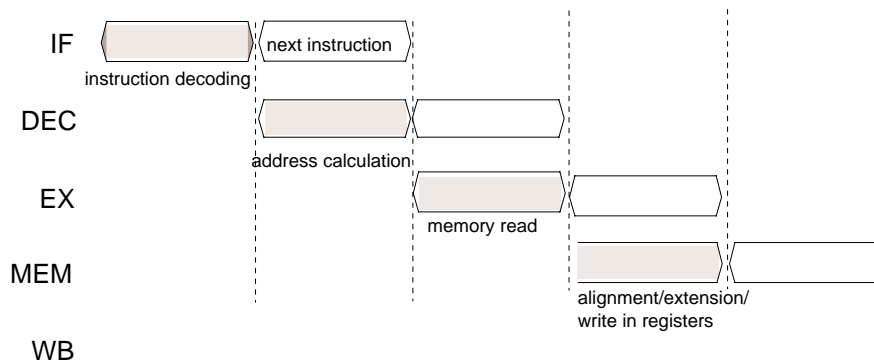 IF
next instruction
instruction decoding
DEC
address calculation
EX
memory read
MEM
alignment/extension/
write in registers
WB